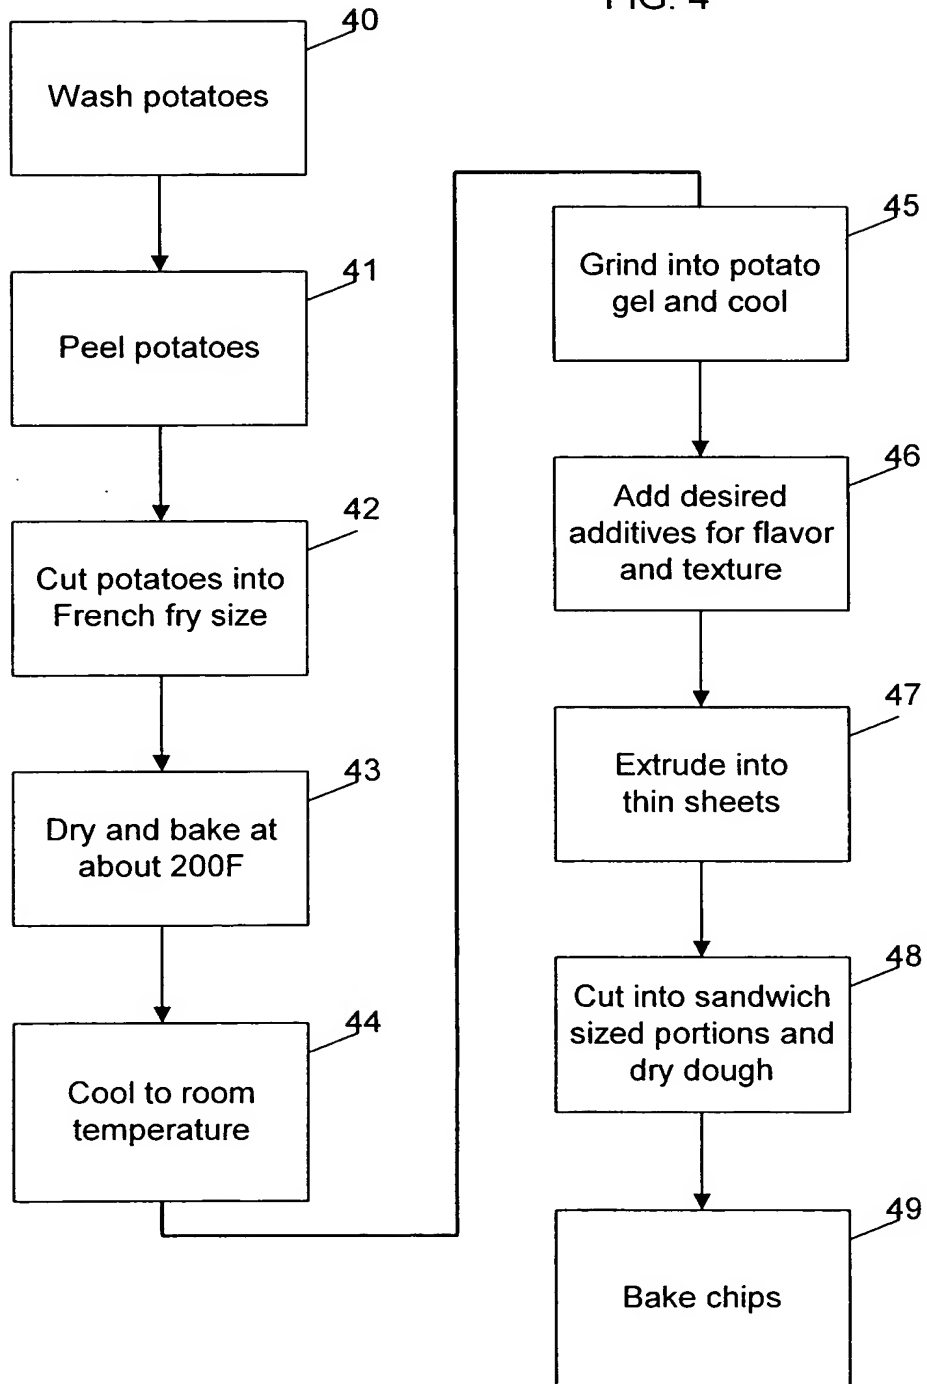 FIG. 4
40
Wash potatoes
41
Peel potatoes
42
Cut potatoes into
French fry size
43
Dry and bake at
about 200F
44
Cool to room
temperature
45
Grind into potato
gel and cool
46
Add desired
additives for flavor
and texture
47
Extrude into
thin sheets
48
Cut into sandwich
sized portions and
dry dough
49
Bake chips